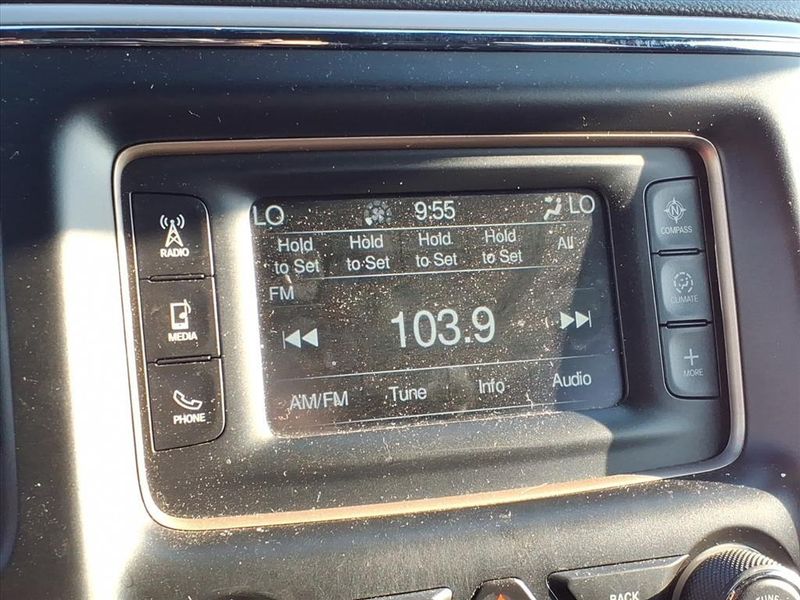 LO 9:55 LO
Hold to Set
Hold to Set
Hold to Set
Hold to Set
All
FM
103.9
AM/FM Tune Info Audio
RADIO
MEDIA
PHONE
N
COMPASS
CLIMATE
+
MORE
BACK
TUNE